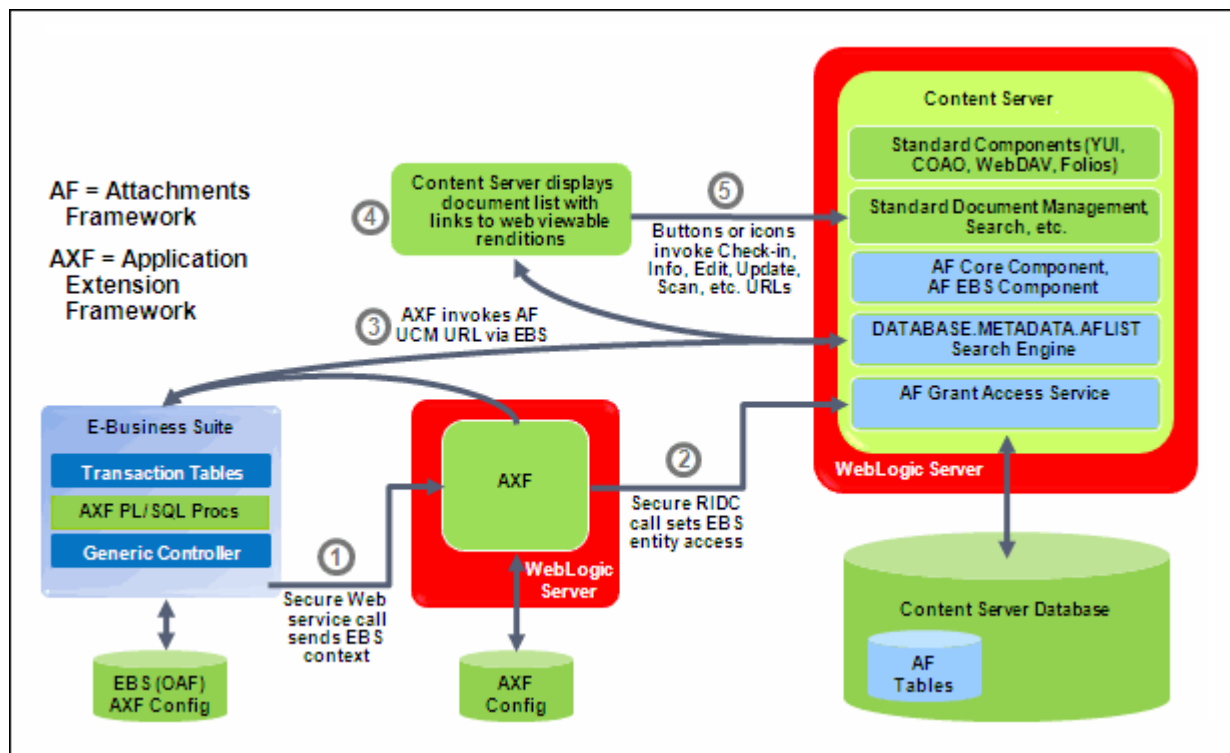 AF = Attachments
Framework
AXF = Application
Extension
Framework
4
Content Server displays
document list with
links to web viewable
renditions
5
Buttons or icons
invoke Check-in,
Info, Edit, Update,
Scan, etc. URLs
3
AXF invokes AF
UCM URL via EBS
Content Server
Standard Components (YUI,
COAO, WebDAV, Folios)
Standard Document Management,
Search, etc.
AF Core Component,
AF EBS Component
DATABASE.METADATA.AFLIST
Search Engine
AF Grant Access Service
WebLogic Server
E-Business Suite
Transaction Tables
AXF PL/SQL Procs
Generic Controller
1
Secure Web
service call
sends EBS
context
AXF
WebLogic
Server
2
Secure RIDC
call sets EBS
entity access
EBS (OAF)
AXF Config
AXF
Config
Content Server Database
AF
Tables